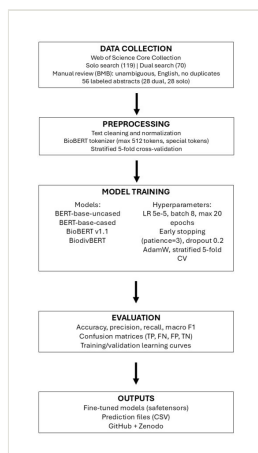 DATA COLLECTION
Web of Science Core Collection
Solo search (119) | Dual search (70)
Manual review (BMB): unambiguous, English, no duplicates
56 labeled abstracts (28 dual, 28 solo)
PREPROCESSING
Text cleaning and normalization
BioBERT tokenizer (max 512 tokens, special tokens)
Stratified 5-fold cross-validation
MODEL TRAINING
Models:
BERT-base-uncased
BERT-base-cased
BioBERT v1.1
BiodivBERT
Hyperparameters:
LR 5e-5, batch 8, max 20
epochs
Early stopping
(patience=3), dropout 0.2
AdamW, stratified 5-fold
CV
EVALUATION
Accuracy, precision, recall, macro F1
Confusion matrices (TP, FN, FP, TN)
Training/validation learning curves
OUTPUTS
Fine-tuned models (safetensors)
Prediction files (CSV)
GitHub + Zenodo